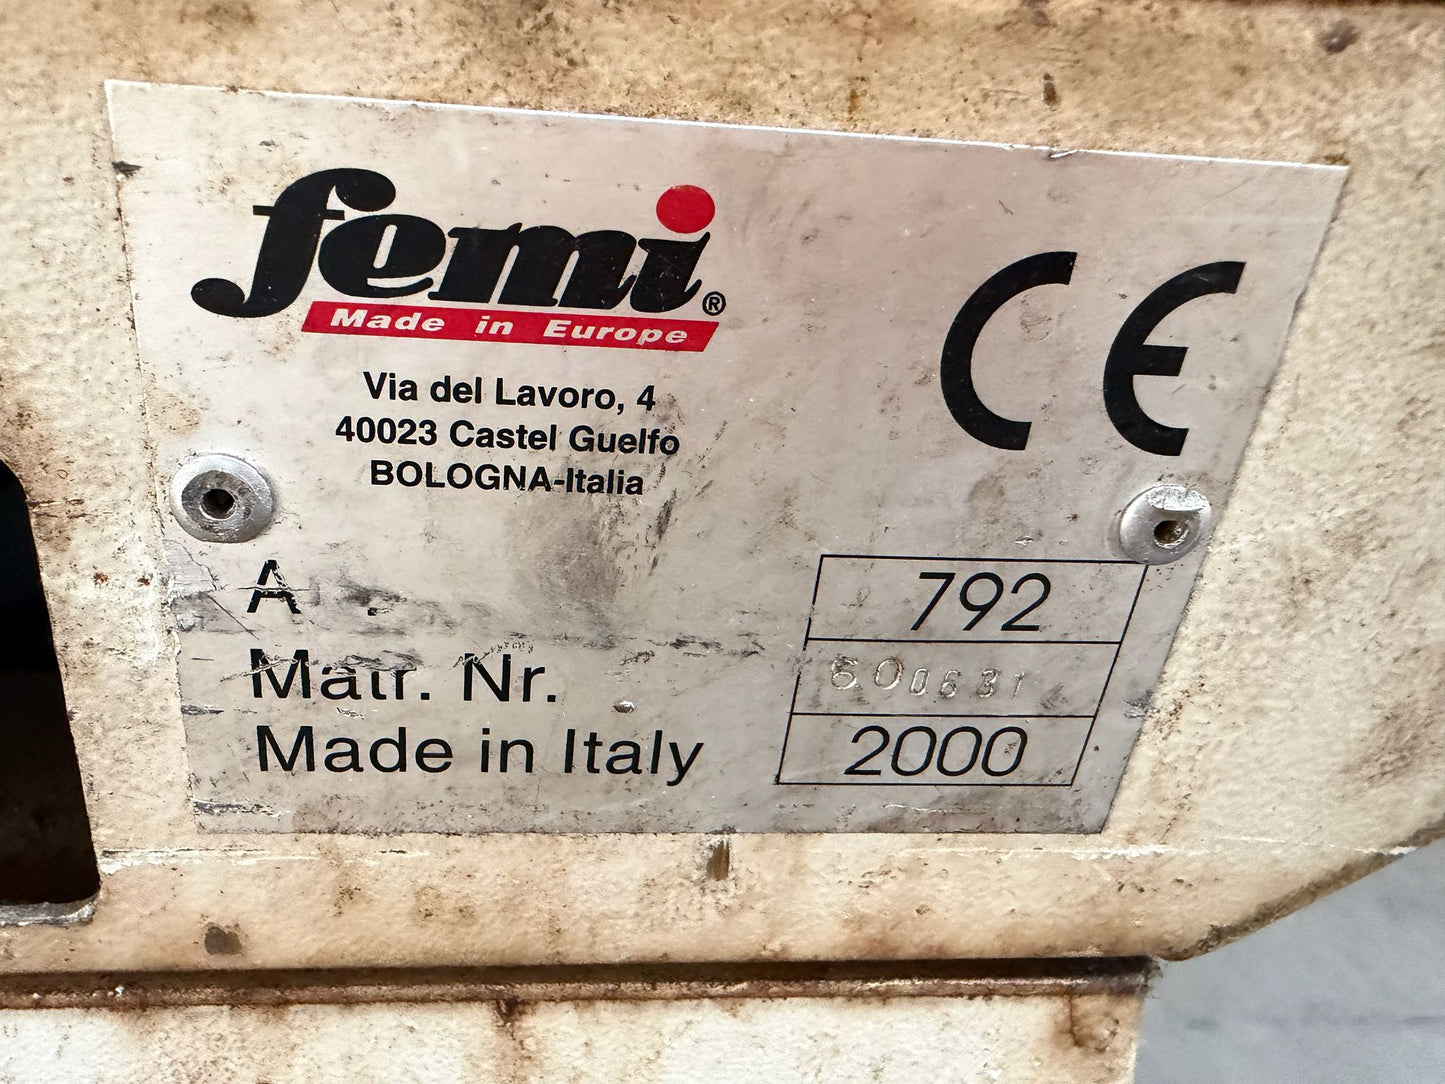 femi®
Made in Europe
Via del Lavoro, 4
40023 Castel Guelfo
BOLOGNA-Italia
CE
A 792
Matr. Nr. 600631
Made in Italy 2000